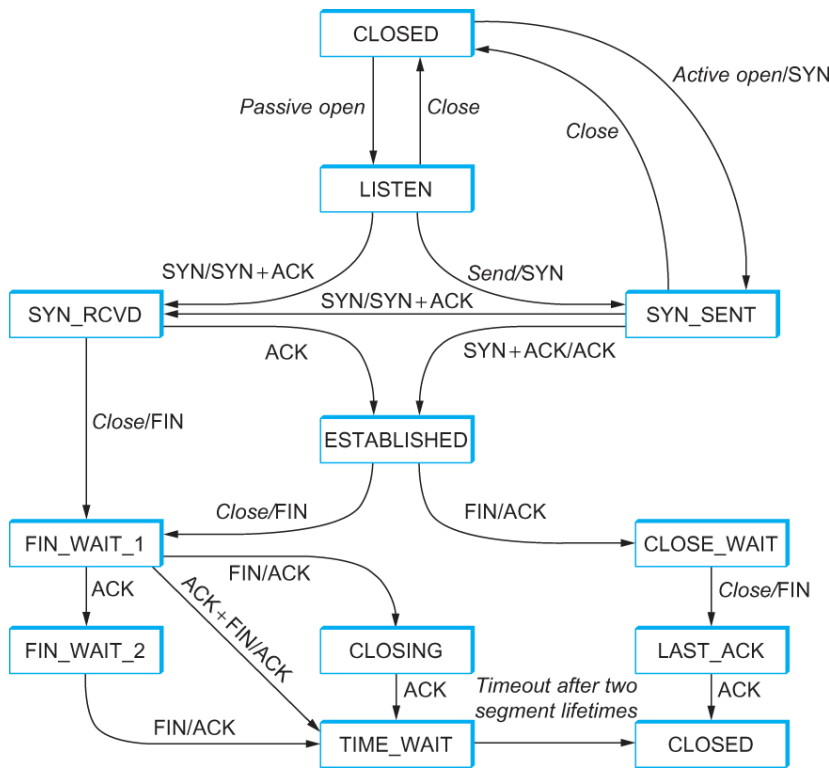 CLOSED
Active open/SYN
Passive open
Close
Close
LISTEN
SYN/SYN + ACK
Send/SYN
SYN/SYN + ACK
SYN_RCVD
SYN_SENT
ACK
SYN + ACK/ACK
Close/FIN
ESTABLISHED
Close/FIN
FIN/ACK
FIN_WAIT_1
CLOSE_WAIT
FIN/ACK
ACK
ACK + FIN/ACK
Close/FIN
FIN_WAIT_2
CLOSING
LAST_ACK
ACK
Timeout after two
segment lifetimes
ACK
FIN/ACK
TIME_WAIT
CLOSED